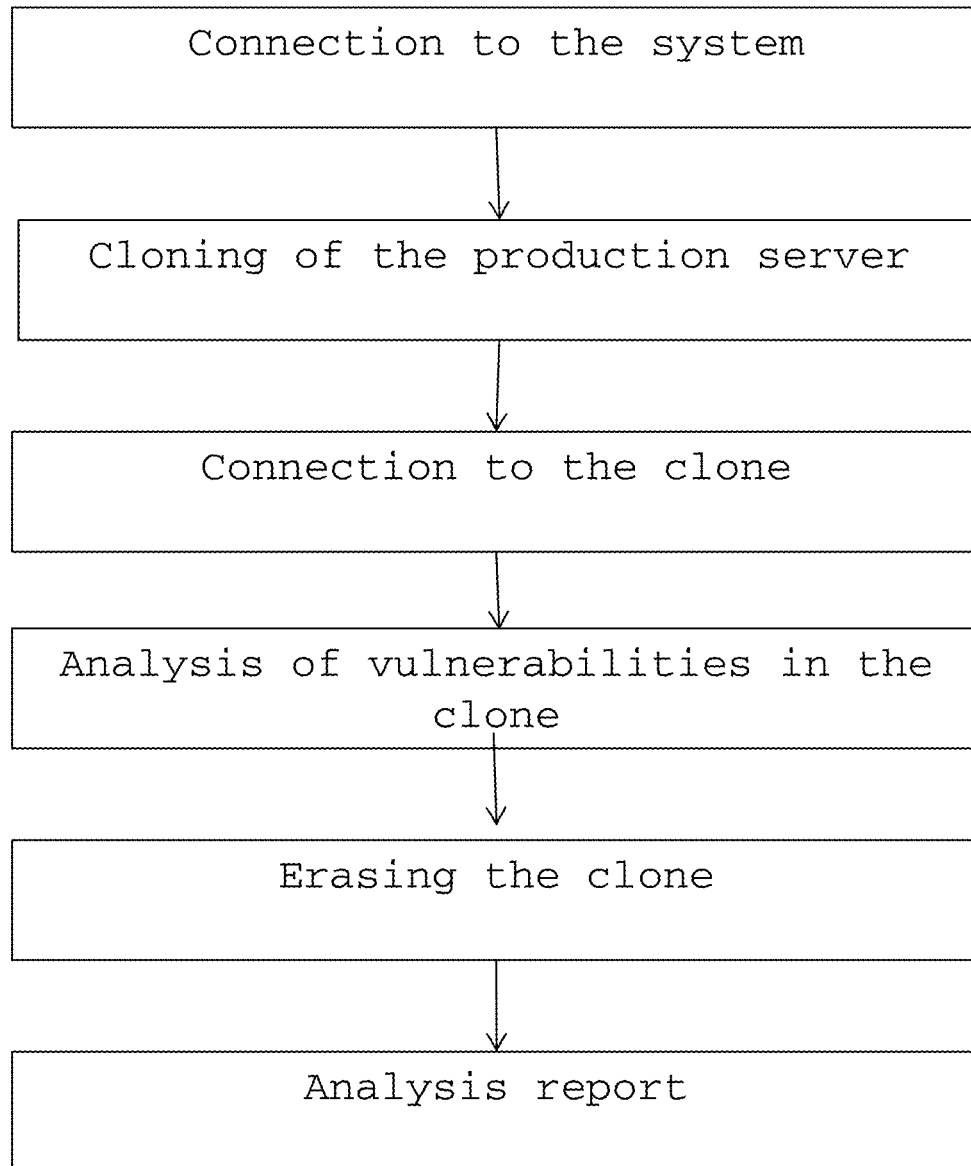 Connection to the system
Cloning of the production server
Connection to the clone
Analysis of vulnerabilities in the
clone
Erasing the clone
Analysis report